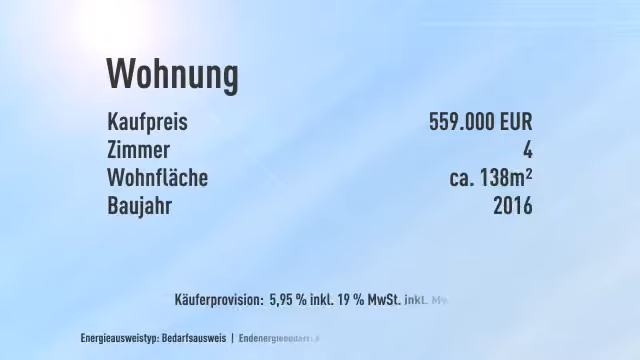 Wohnung
Kaufpreis 559.000 EUR
Zimmer 4
Wohnfläche ca. 138m²
Baujahr 2016
Käuferprovision: 5,95 % inkl. 19 % MwSt. inkl.
Energieausweistyp: Bedarfsausweis | Endenergiebedarf: